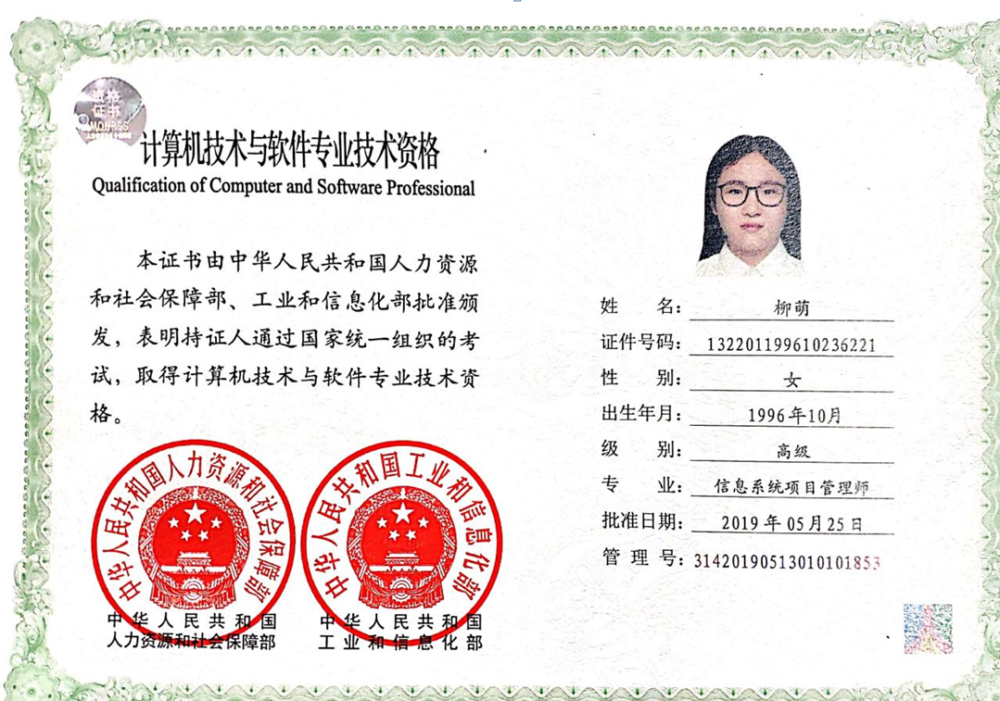 资格
证书
MOHRSS
计算机技术与软件专业技术资格
Qualification of Computer and Software Professional
本证书由中华人民共和国人力资源
和社会保障部、工业和信息化部批准颁
发，表明持证人通过国家统一组织的考
试，取得计算机技术与软件专业技术资
格。
中华人民共和国人力资源和社会保障部
中华人民共和国
人力资源和社会保障部
中华人民共和国工业和信息化部
中华人民共和国
工业和信息化部
姓名：柳萌
证件号码：132201199610236221
性别：女
出生年月：1996年10月
级别：高级
专业：信息系统项目管理师
批准日期：2019年05月25日
管理号：31420190513010101853